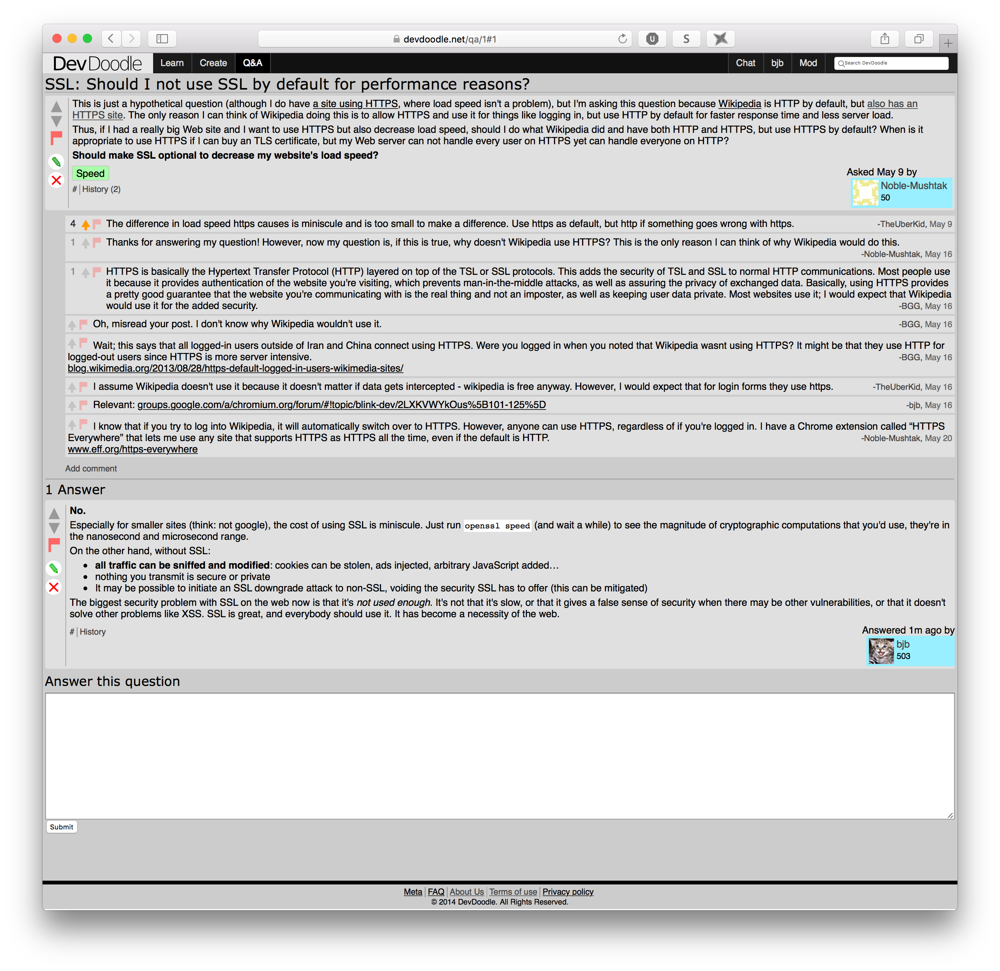 devdoodle.net/qa/1#1
S
DevDoodle Learn Create Q&A Chat bjb Mod Search DevDoodle
SSL: Should I not use SSL by default for performance reasons?
This is just a hypothetical question (although I do have a site using HTTPS, where load speed isn't a problem), but I'm asking this question because Wikipedia is HTTP by default, but also has an
HTTPS site. The only reason I can think of Wikipedia doing this is to allow HTTPS and use it for things like logging in, but use HTTP by default for faster response time and less server load.
Thus, if I had a really big Web site and I want to use HTTPS but also decrease load speed, should I do what Wikipedia did and have both HTTP and HTTPS, but use HTTPS by default? When is it
appropriate to use HTTPS if I can buy an TLS certificate, but my Web server can not handle every user on HTTPS yet can handle everyone on HTTP?
Should make SSL optional to decrease my website's load speed?
Speed
Asked May 9 by
# History (2)
Noble-Mushtak
50
4 The difference in load speed https causes is miniscule and is too small to make a difference. Use https as default, but http if something goes wrong with https. -TheUberKid, May 9
1 Thanks for answering my question! However, now my question is, if this is true, why doesn't Wikipedia use HTTPS? This is the only reason I can think of why Wikipedia would do this.
-Noble-Mushtak, May 16
1 HTTPS is basically the Hypertext Transfer Protocol (HTTP) layered on top of the TSL or SSL protocols. This adds the security of TSL and SSL to normal HTTP communications. Most people use
it because it provides authentication of the website you're visiting, which prevents man-in-the-middle attacks, as well as assuring the privacy of exchanged data. Basically, using HTTPS provides
a pretty good guarantee that the website you're communicating with is the real thing and not an imposter, as well as keeping user data private. Most websites use it; I would expect that Wikipedia
would use it for the added security. -BGG, May 16
Oh, misread your post. I don't know why Wikipedia wouldn't use it. -BGG, May 16
Wait; this says that all logged-in users outside of Iran and China connect using HTTPS. Were you logged in when you noted that Wikipedia wasnt using HTTPS? It might be that they use HTTP for
logged-out users since HTTPS is more server intensive. -BGG, May 16
blog.wikimedia.org/2013/08/28/https-default-logged-in-users-wikimedia-sites/
I assume Wikipedia doesn't use it because it doesn't matter if data gets intercepted - wikipedia is free anyway. However, I would expect that for login forms they use https. -TheUberKid, May 16
Relevant: groups.google.com/a/chromium.org/forum/#!topic/blink-dev/2LXKVWYkOus%5B101-125%5D -bjb, May 16
I know that if you try to log into Wikipedia, it will automatically switch over to HTTPS. However, anyone can use HTTPS, regardless of if you're logged in. I have a Chrome extension called “HTTPS
Everywhere” that lets me use any site that supports HTTPS as HTTPS all the time, even if the default is HTTP. -Noble-Mushtak, May 20
www.eff.org/https-everywhere
Add comment
1 Answer
No.
Especially for smaller sites (think: not google), the cost of using SSL is miniscule. Just run openssl speed (and wait a while) to see the magnitude of cryptographic computations that you'd use, they're in
the nanosecond and microsecond range.
On the other hand, without SSL:
• all traffic can be sniffed and modified: cookies can be stolen, ads injected, arbitrary JavaScript added…
• nothing you transmit is secure or private
• It may be possible to initiate an SSL downgrade attack to non-SSL, voiding the security SSL has to offer (this can be mitigated)
The biggest security problem with SSL on the web now is that it's not used enough. It's not that it's slow, or that it gives a false sense of security when there may be other vulnerabilities, or that it doesn't
solve other problems like XSS. SSL is great, and everybody should use it. It has become a necessity of the web.
# History
Answered 1m ago by
bjb
503
Answer this question
Submit
Meta FAQ About Us Terms of use Privacy policy
© 2014 DevDoodle. All Rights Reserved.